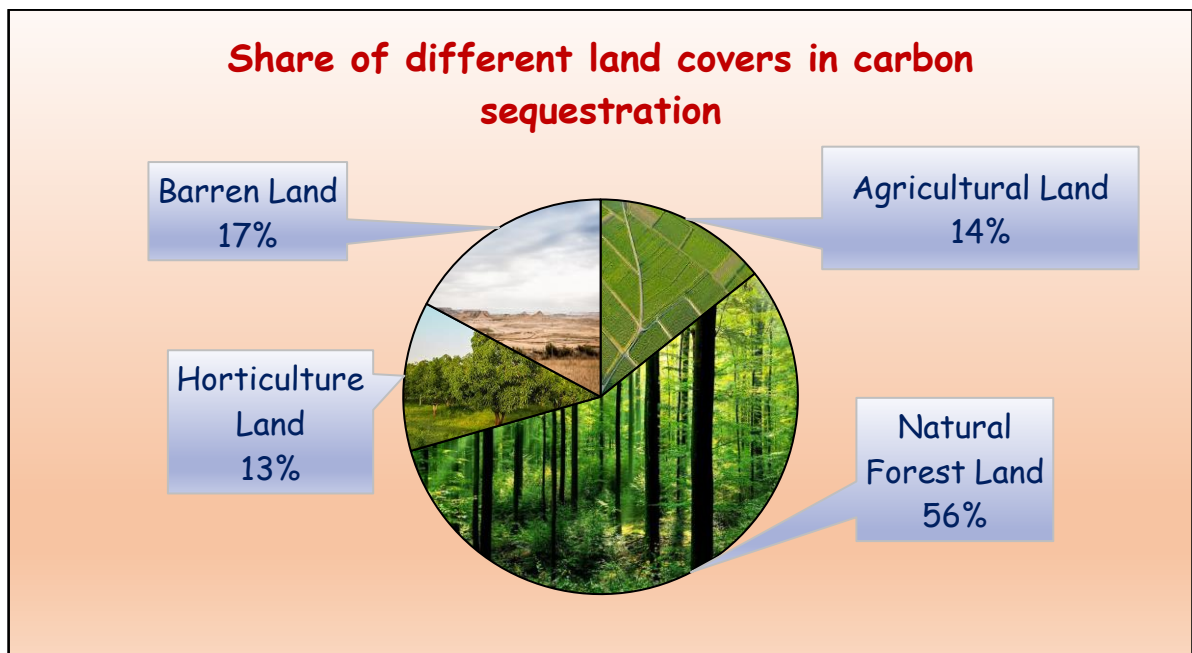 Share of different land covers in carbon
sequestration
Barren Land
17%
Agricultural Land
14%
Horticulture
Land
13%
Natural
Forest Land
56%